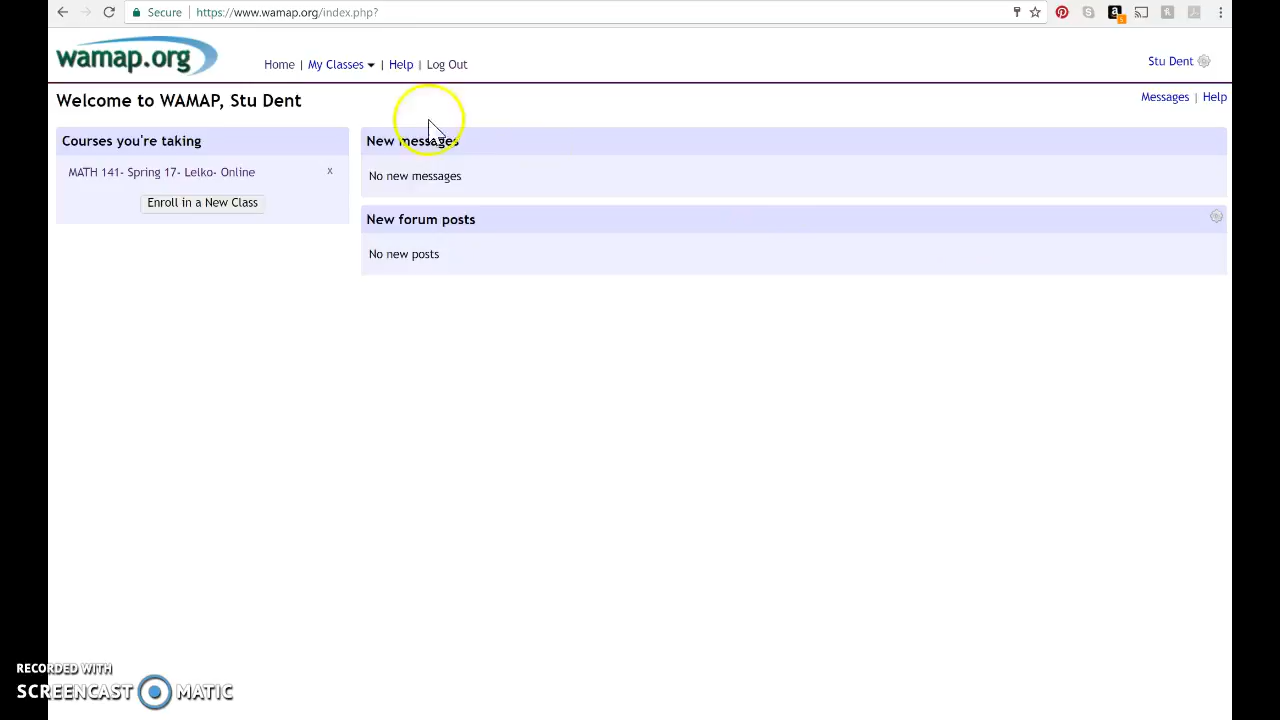 Secure https://www.wamap.org/index.php?
wamap.org
Home | My Classes | Help | Log Out
Stu Dent
Welcome to WAMAP, Stu Dent
Messages | Help
Courses you're taking
MATH 141- Spring 17- Lelko- Online x
Enroll in a New Class
New messages
No new messages
New forum posts
No new posts
RECORDED WITH
SCREENCAST MATIC